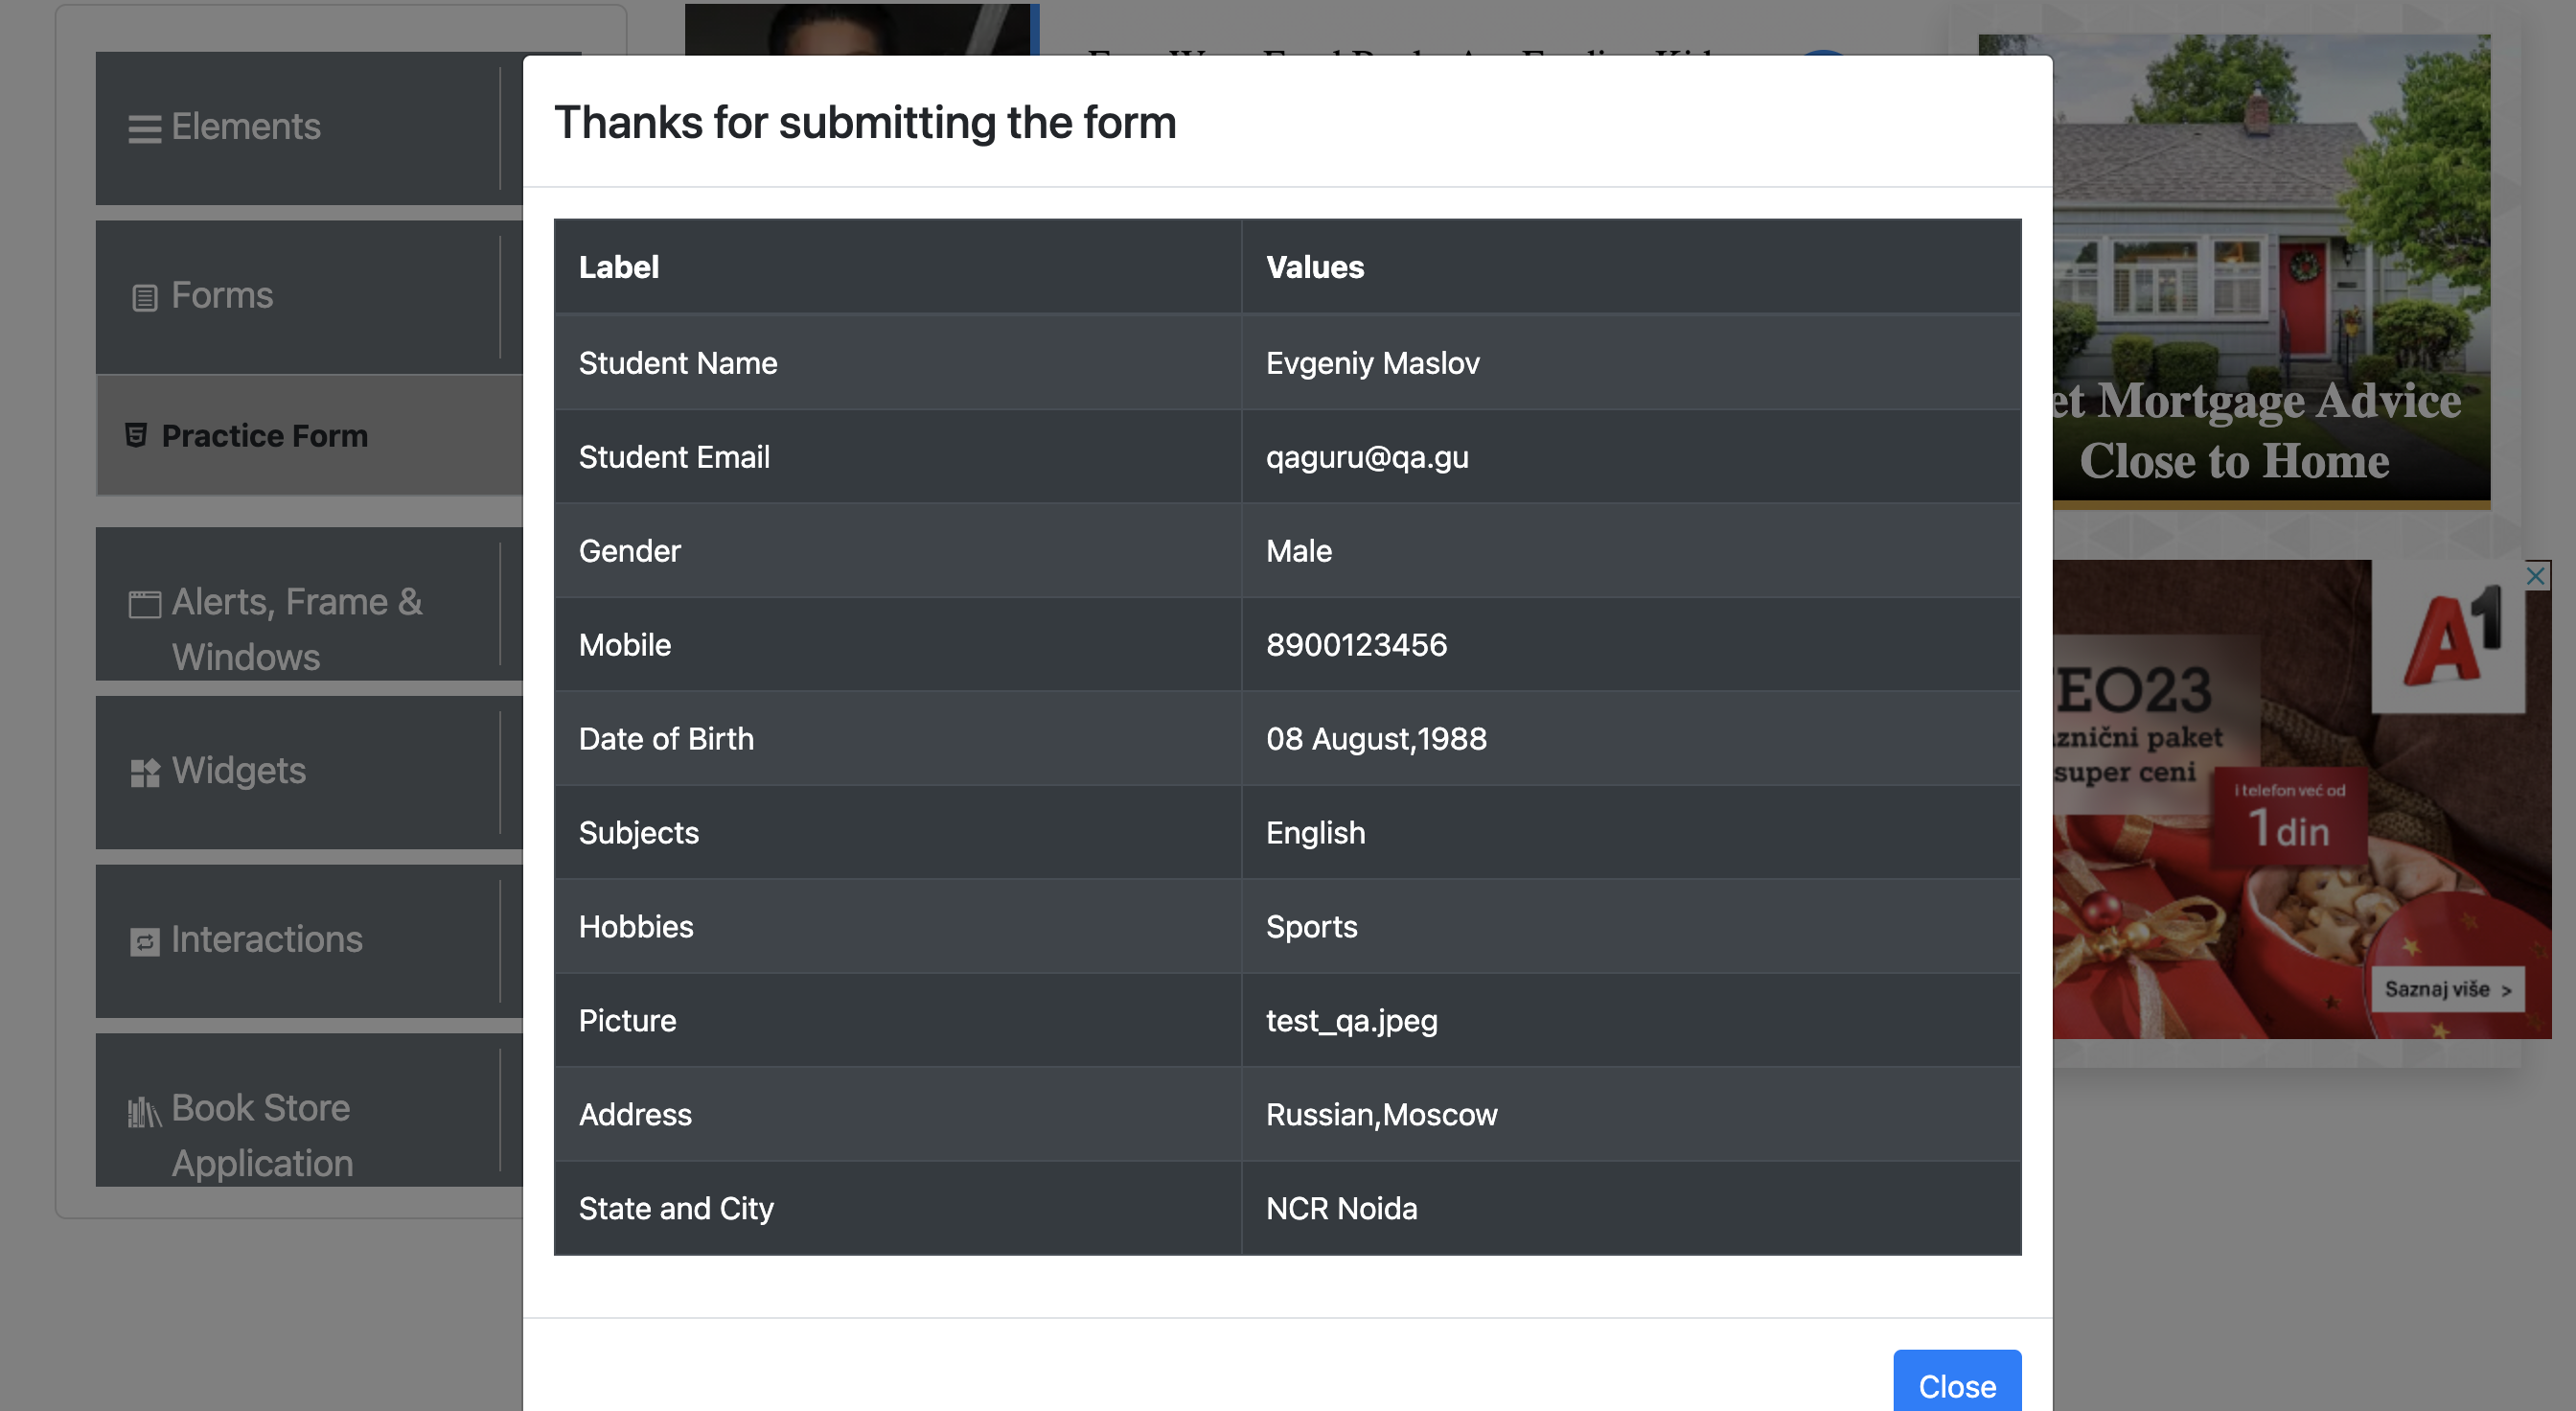 Elements
Forms
Practice Form
Alerts, Frame &
Windows
Widgets
Interactions
Book Store
Application
Thanks for submitting the form
Label Values
Student Name Evgeniy Maslov
Student Email qaguru@qa.gu
Gender Male
Mobile 8900123456
Date of Birth 08 August,1988
Subjects English
Hobbies Sports
Picture test_qa.jpeg
Address Russian,Moscow
State and City NCR Noida
Close
Mortgage Advice
Close to Home
A1
EO23
paket
super ceni
i telefon već od
1 din
Saznaj više >